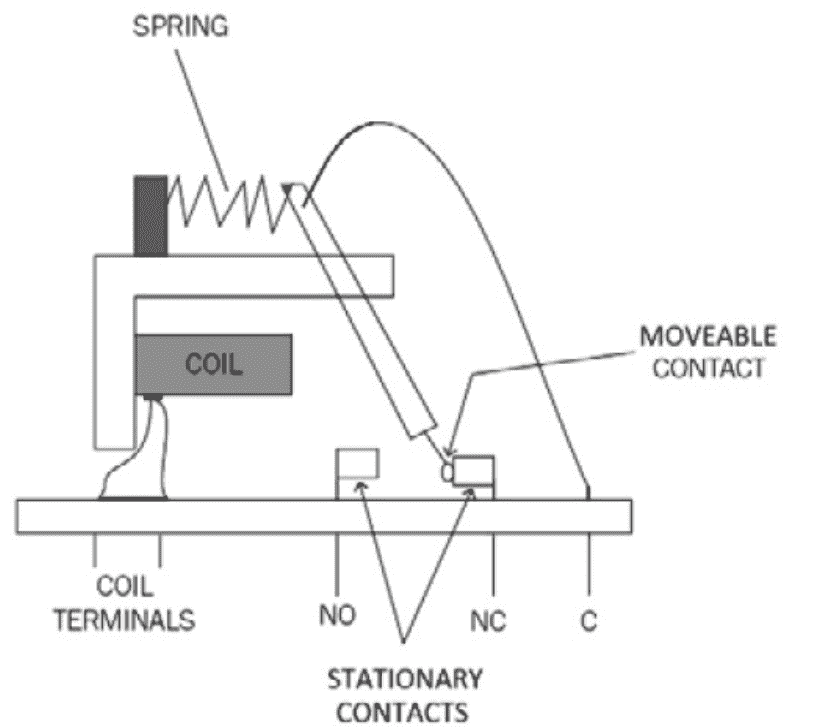 SPRING
COIL
MOVEABLE
CONTACT
COIL
TERMINALS
NO
NC
C
STATIONARY
CONTACTS